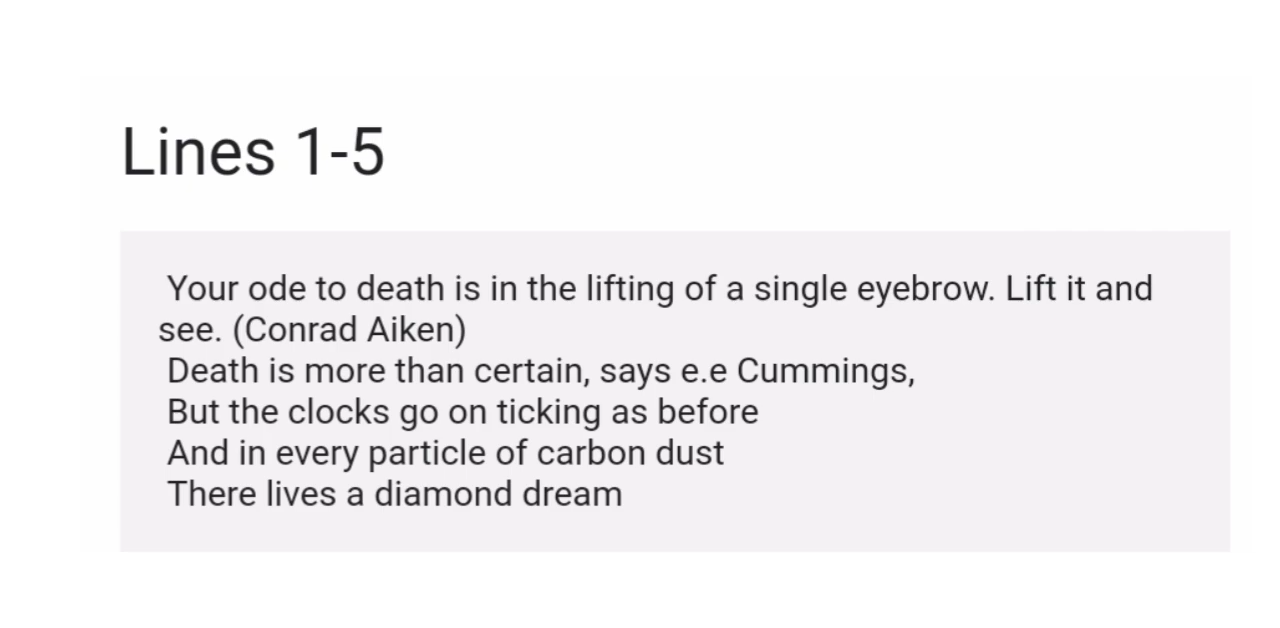 Lines 1-5
Your ode to death is in the lifting of a single eyebrow. Lift it and
see. (Conrad Aiken)
Death is more than certain, says e.e Cummings,
But the clocks go on ticking as before
And in every particle of carbon dust
There lives a diamond dream